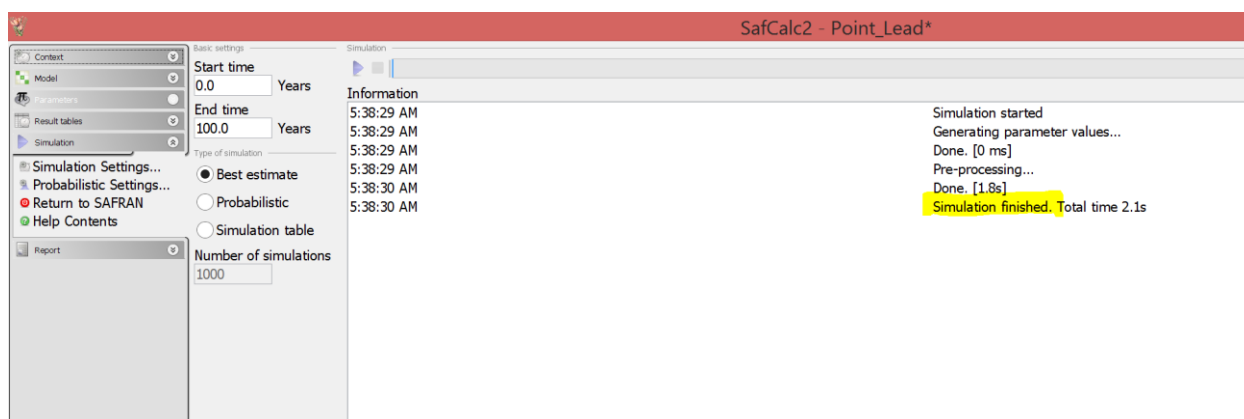 SafCalc2 - Point_Lead*
Context
Model
Parameters
Result tables
Simulation
Simulation Settings...
Probabilistic Settings...
Return to SAFRAN
Help Contents
Report
Basic settings
Start time
0.0 Years
End time
100.0 Years
Type of simulation
Best estimate
Probabilistic
Simulation table
Number of simulations
1000
Simulation
Information
5:38:29 AM Simulation started
5:38:29 AM Generating parameter values...
5:38:29 AM Done. [0 ms]
5:38:29 AM Pre-processing...
5:38:30 AM Done. [1.8s]
5:38:30 AM Simulation finished. Total time 2.1s